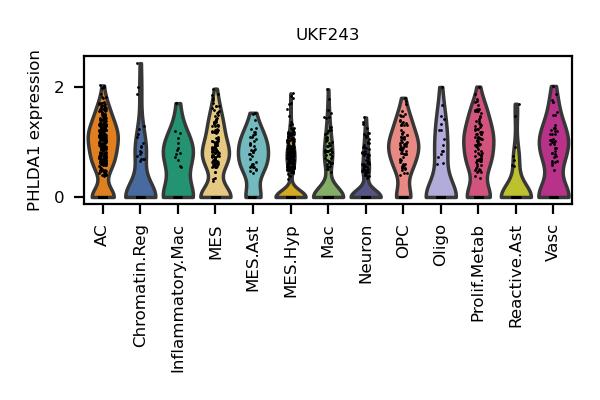 UKF243
PHLDA1 expression
2
0
AC
Chromatin.Reg
Inflammatory.Mac
MES
MES.Ast
MES.Hyp
Mac
Neuron
OPC
Oligo
Prolif.Metab
Reactive.Ast
Vasc